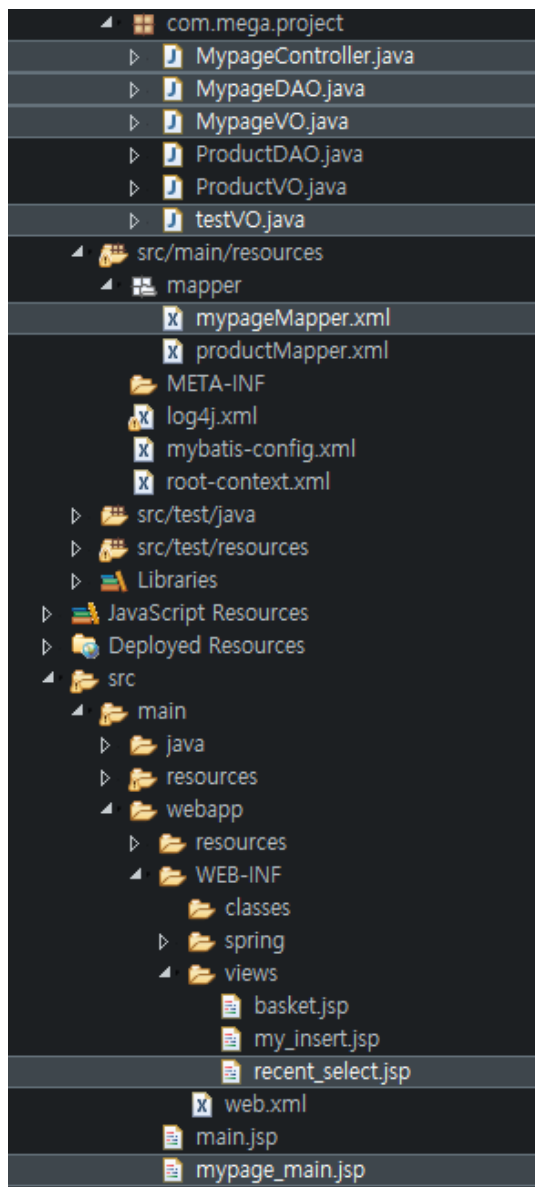 com.mega.project
MypageController.java
MypageDAO.java
MypageVO.java
ProductDAO.java
ProductVO.java
testVO.java
src/main/resources
mapper
mypageMapper.xml
productMapper.xml
META-INF
log4j.xml
mybatis-config.xml
root-context.xml
src/test/java
src/test/resources
Libraries
JavaScript Resources
Deployed Resources
src
main
java
resources
webapp
resources
WEB-INF
classes
spring
views
basket.jsp
my_insert.jsp
recent_select.jsp
web.xml
main.jsp
mypage_main.jsp